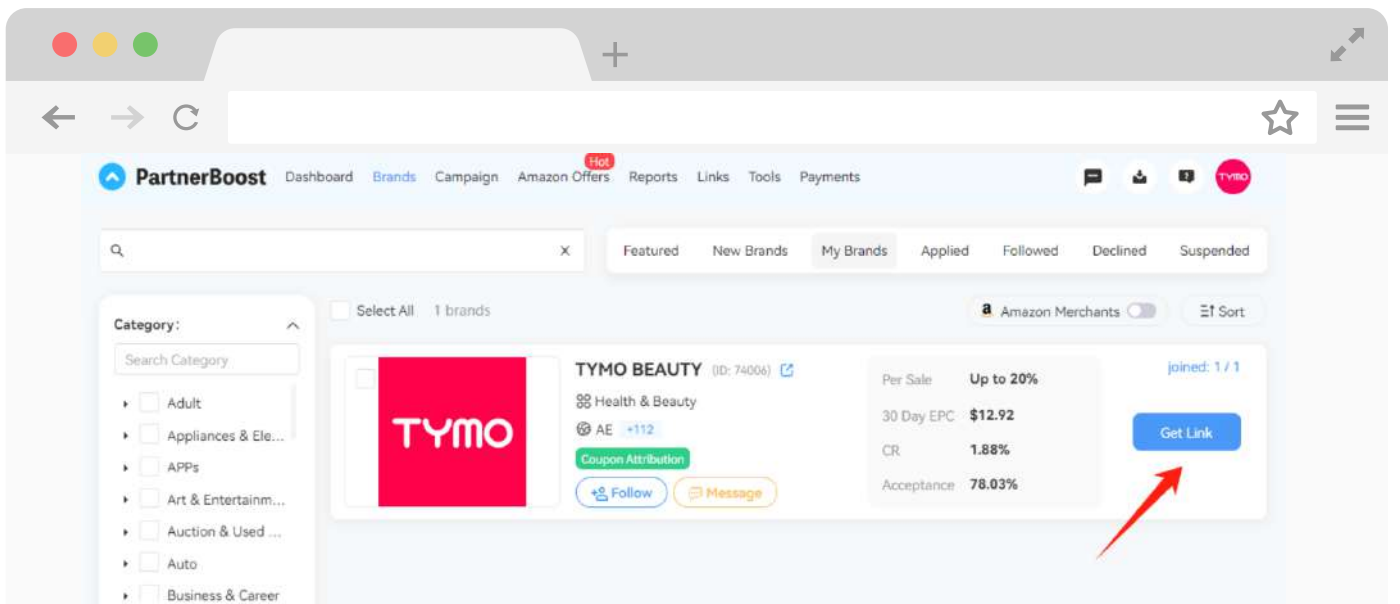 Hot
PartnerBoost Dashboard Brands Campaign Amazon Offers Reports Links Tools Payments TYMO
Featured New Brands My Brands Applied Followed Declined Suspended
Select All 1 brands a Amazon Merchants Sort
Category:
Search Category
Adult
Appliances & Ele...
APPs
Art & Entertainm...
Auction & Used ...
Auto
Business & Career
TYMO
TYMO BEAUTY (ID: 74006)
Health & Beauty
AE +112
Coupon Attribution
Follow Message
Per Sale Up to 20%
30 Day EPC $12.92
CR 1.88%
Acceptance 78.03%
joined: 1 / 1
Get Link